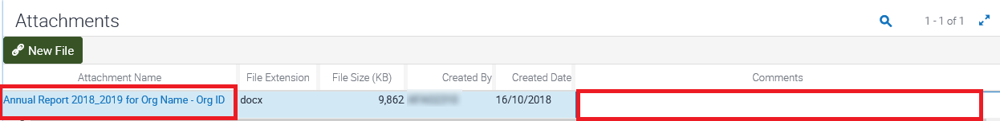 Attachments
1 - 1 of 1
New File
Attachment Name File Extension File Size (KB) Created By Created Date Comments
Annual Report 2018_2019 for Org Name - Org ID docx 9,862 16/10/2018